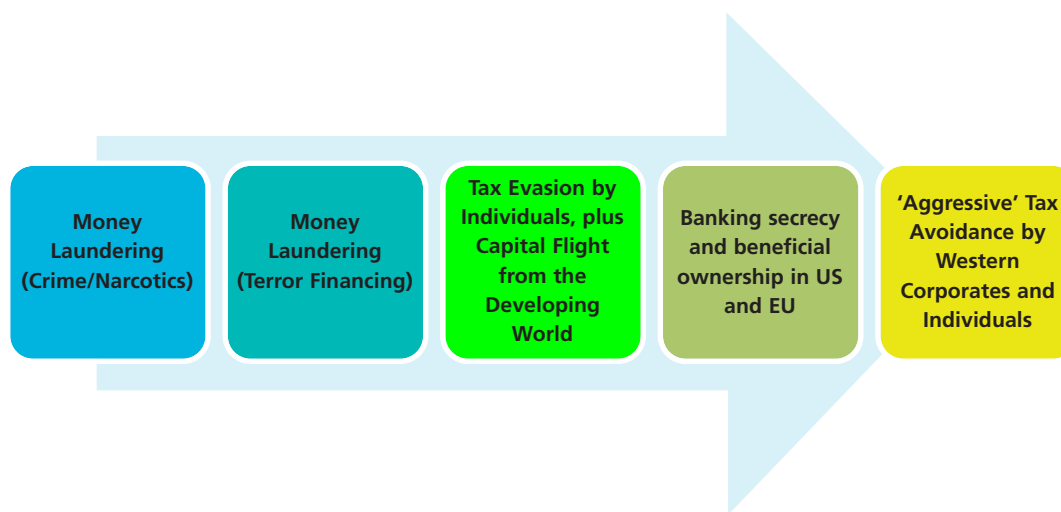 Money
Laundering
(Crime/Narcotics)
Money
Laundering
(Terror Financing)
Tax Evasion by
Individuals, plus
Capital Flight
from the
Developing
World
Banking secrecy
and beneficial
ownership in US
and EU
‘Aggressive’ Tax
Avoidance by
Western
Corporates and
Individuals